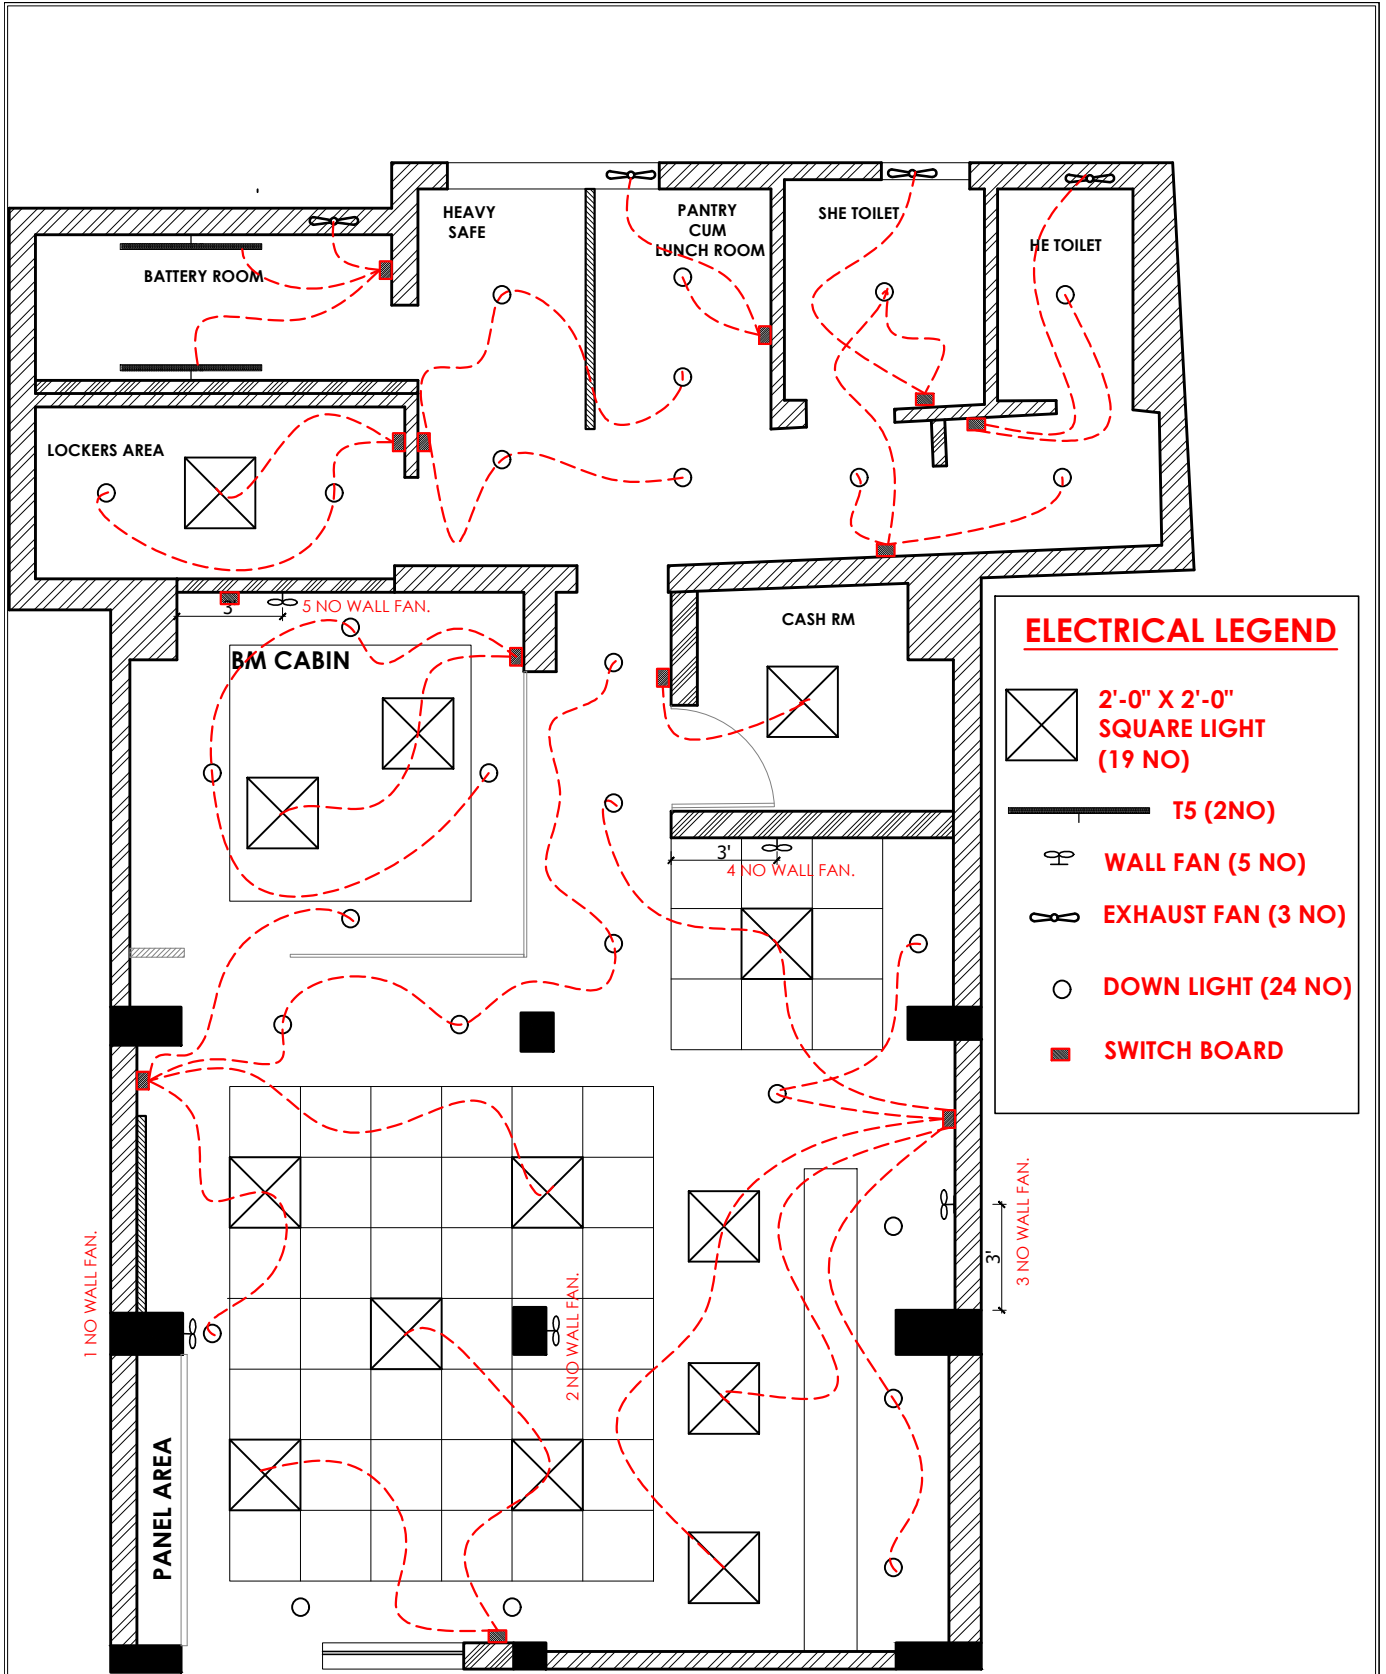 HEAVY
SAFE
PANTRY
CUM
LUNCH ROOM
SHE TOILET
HE TOILET
BATTERY ROOM
LOCKERS AREA
3'
5 NO WALL FAN.
BM CABIN
CASH RM
ELECTRICAL LEGEND
2'-0" X 2'-0"
SQUARE LIGHT
(19 NO)
T5 (2NO)
WALL FAN (5 NO)
EXHAUST FAN (3 NO)
DOWN LIGHT (24 NO)
SWITCH BOARD
3'
4 NO WALL FAN.
1 NO WALL FAN.
2 NO WALL FAN.
3'
3 NO WALL FAN.
PANEL AREA